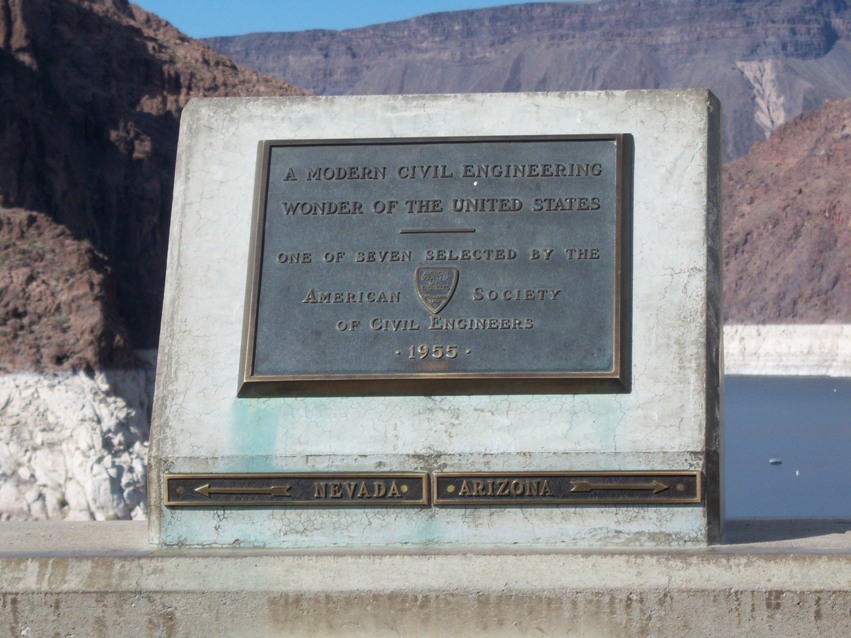 A MODERN CIVIL ENGINEERING
WONDER OF THE UNITED STATES
ONE OF SEVEN SELECTED BY THE
AMERICAN SOCIETY
OF CIVIL ENGINEERS
· 1955 ·
NEVADA
ARIZONA